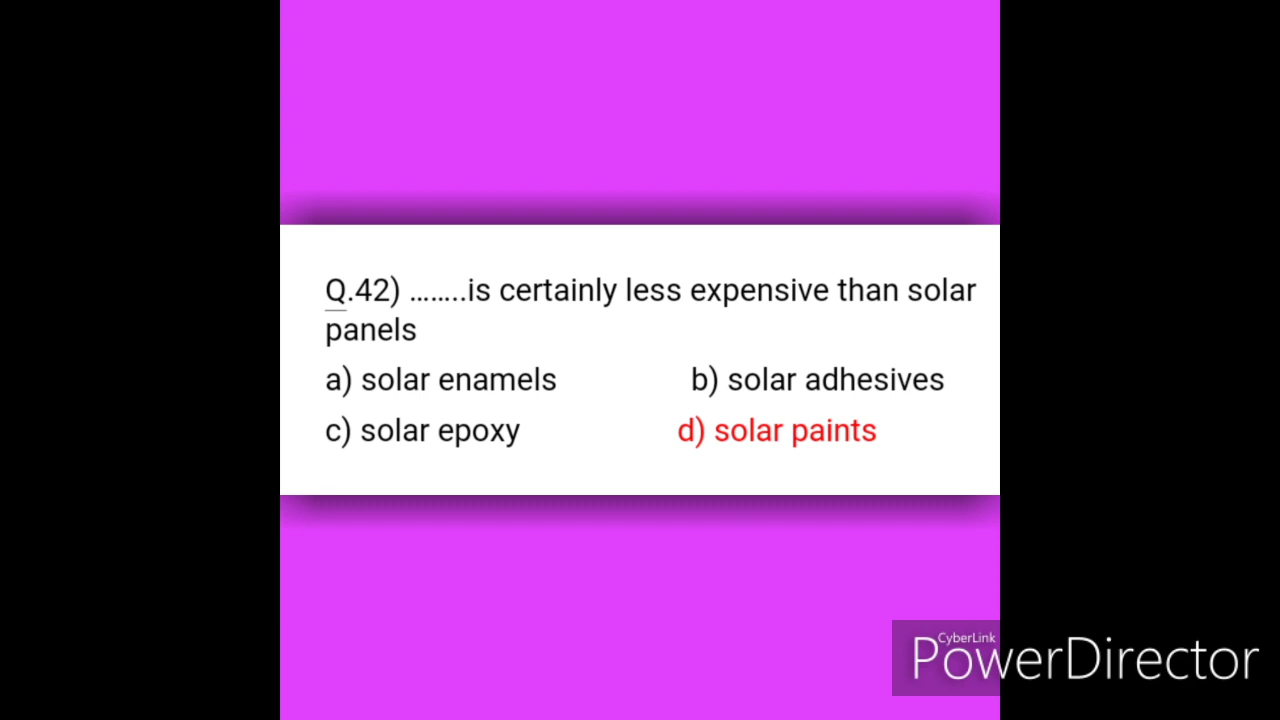 Q.42) ........is certainly less expensive than solar
panels
a) solar enamels b) solar adhesives
c) solar epoxy d) solar paints
CyberLink
PowerDirector